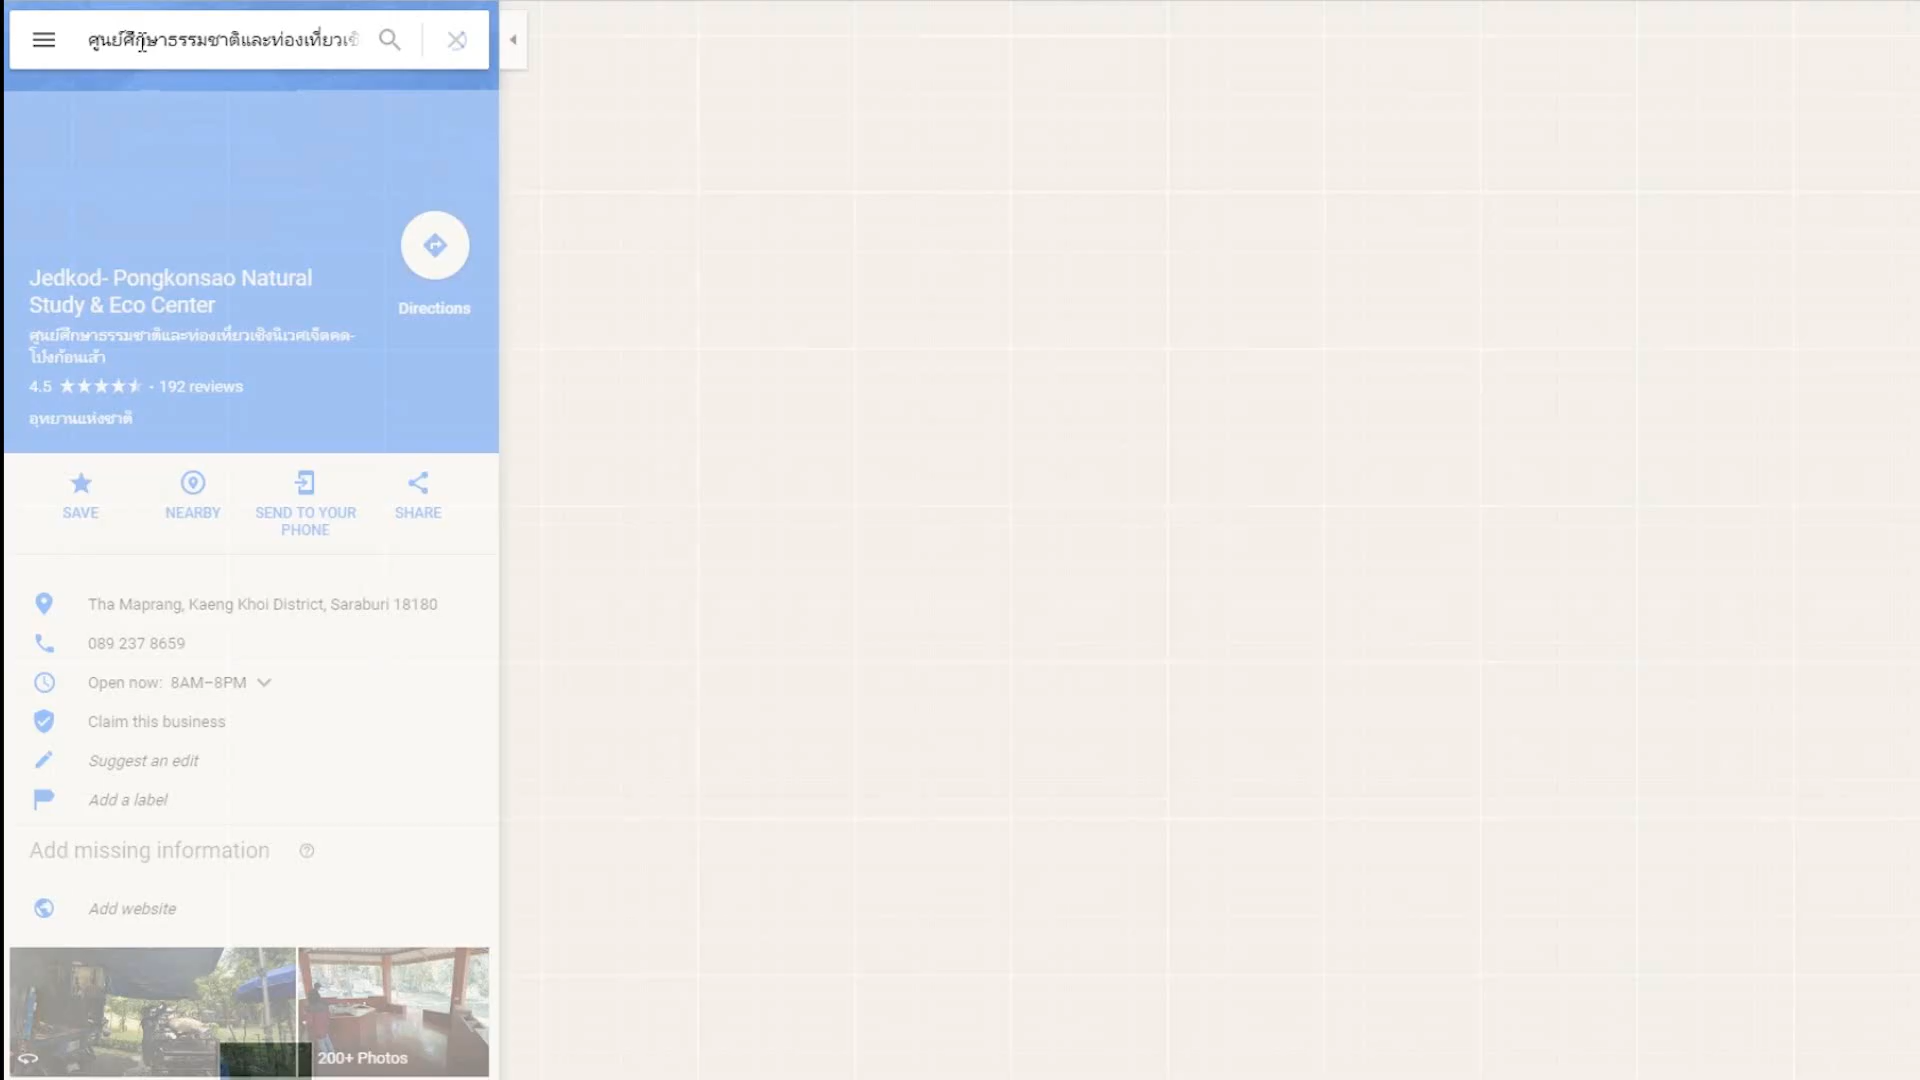 ศูนย์ศึกษาธรรมชาติและท่องเที่ยวเชิ
Jedkod- Pongkonsao Natural
Study & Eco Center
Directions
ศูนย์ศึกษาธรรมชาติและท่องเที่ยวเชิงนิเวศเจ็ดคด-
โป่งก้อนเส้า
4.5 · 192 reviews
อุทยานแห่งชาติ
SAVE
NEARBY
SEND TO YOUR
PHONE
SHARE
Tha Maprang, Kaeng Khoi District, Saraburi 18180
089 237 8659
Open now: 8AM–8PM
Claim this business
Suggest an edit
Add a label
Add missing information
Add website
200+ Photos